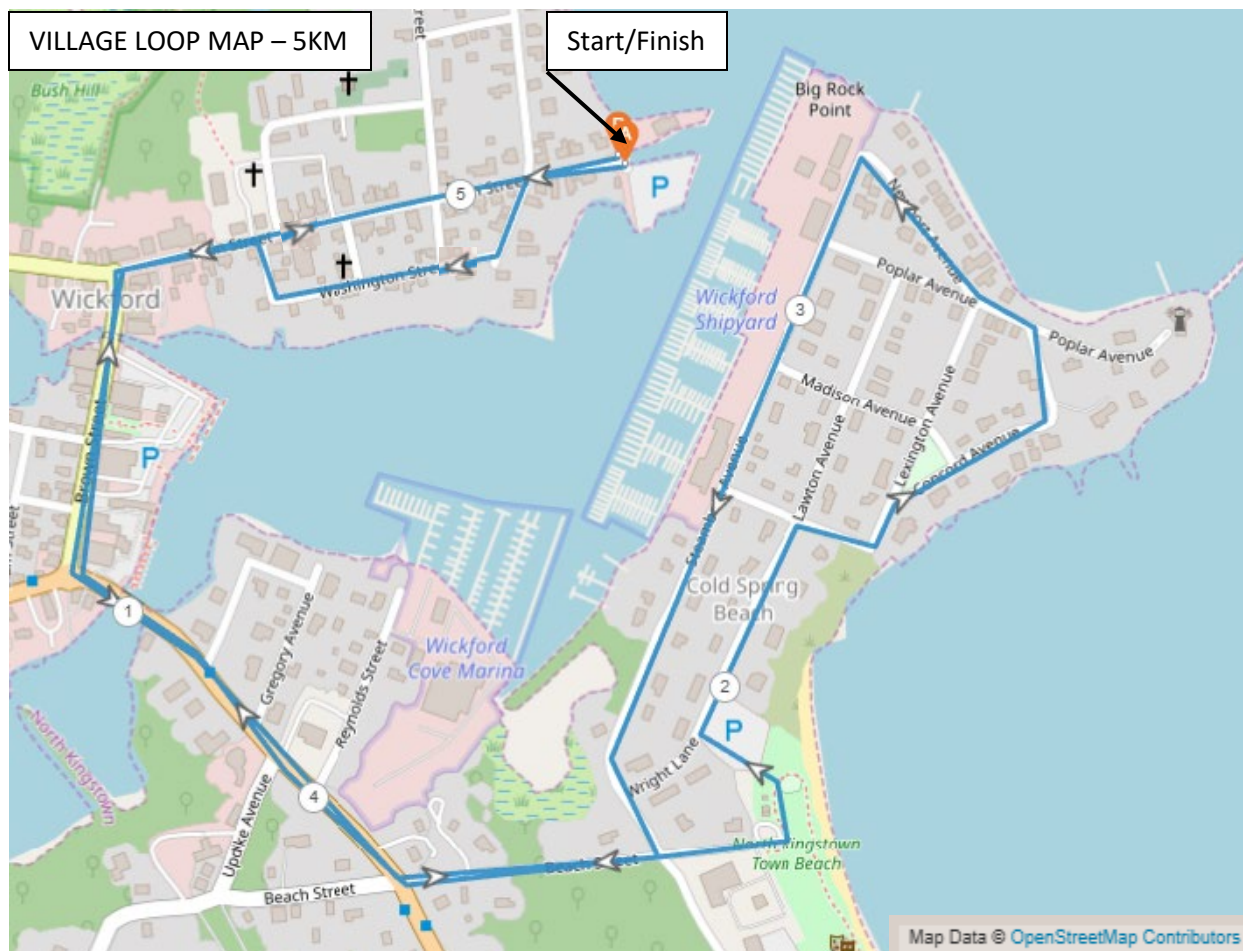 VILLAGE LOOP MAP – 5KM
Start/Finish
Street
Bush Hill
Big Rock
Point
P
5
Street
Street
Washington
Wickford
Poplar Avenue
Poplar Avenue
Wickford
Shipyard
3
Madison Avenue
Lexington Avenue
Lawton Avenue
Concord Avenue
Avenue
P
Brown Street
Street
1
Cold Spring
Beach
Gregory Avenue
Reynolds Street
Wickford
Cove Marina
2
P
Wright Lane
North Kingstown
4
Updike Avenue
North Kingstown
Town Beach
Beach Street
Beach Street
Map Data © OpenStreetMap Contributors